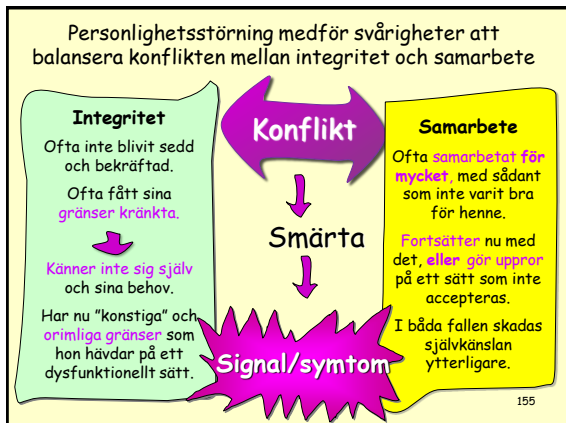 Personlighetsstörning medför svårigheter att
balansera konflikten mellan integritet och samarbete
Integritet
Ofta inte blivit sedd
och bekräftad.
Ofta fått sina
gränser kränkta.
Känner inte sig själv
och sina behov.
Har nu "konstiga" och
orimliga gränser som
hon hävdar på ett
dysfunktionellt sätt.
Konflikt
Smärta
Signal/symtom
Samarbete
Ofta samarbetat för
mycket, med sådant
som inte varit bra
för henne.
Fortsätter nu med
det, eller gör uppror
på ett sätt som inte
accepteras.
I båda fallen skadas
självkänslan
ytterligare.
155